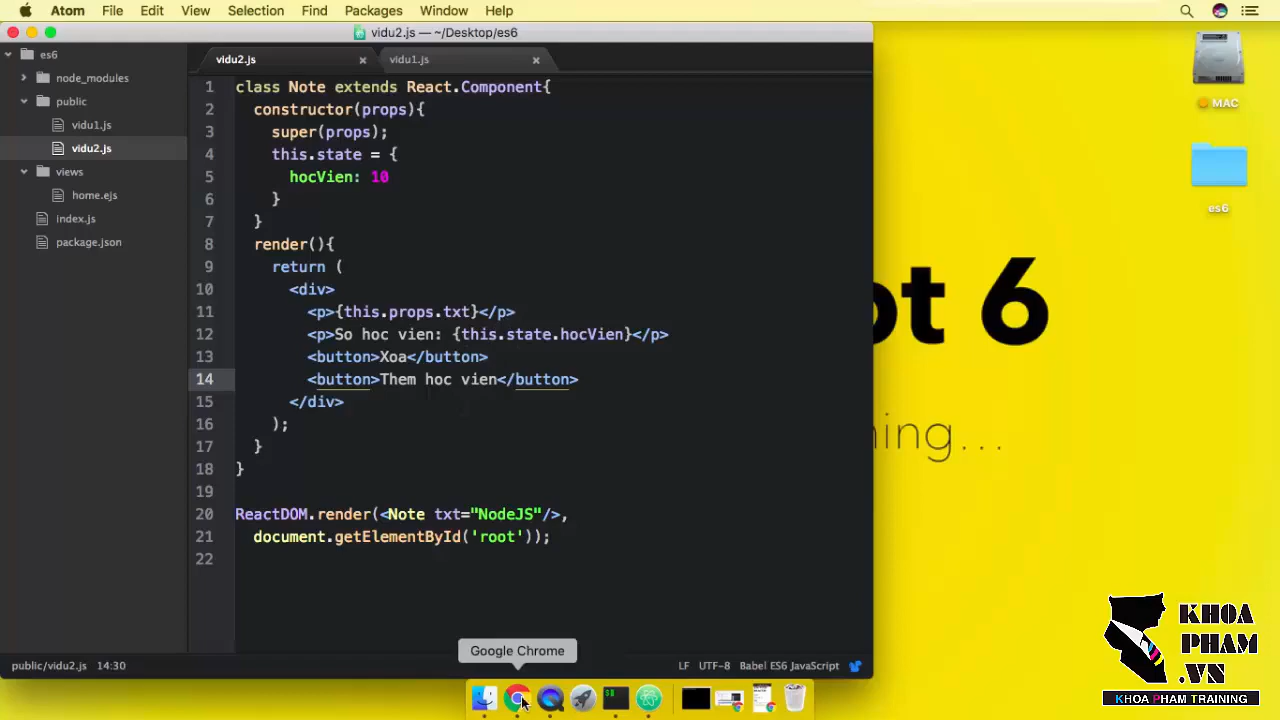 Atom File Edit View Selection Find Packages Window Help
vidu2.js — ~/Desktop/es6
es6
node_modules
public
vidu1.js
vidu2.js
views
home.ejs
index.js
package.json
vidu2.js
vidu1.js
1 class Note extends React.Component{
2 constructor(props){
3 super(props);
4 this.state = {
5 hocVien: 10
6 }
7 }
8 render(){
9 return (
10 <div>
11 <p>{this.props.txt}</p>
12 <p>So hoc vien: {this.state.hocVien}</p>
13 <button>Xoa</button>
14 <button>Them hoc vien</button>
15 </div>
16 );
17 }
18 }
19
20 ReactDOM.render(<Note txt="NodeJS"/>,
21 document.getElementById('root'));
22
public/vidu2.js 14:30
LF UTF-8 Babel ES6 JavaScript
Google Chrome
MAC
es6
ot 6
ning...
KHOA
PHAM
.VN
KHOA PHAM TRAINING